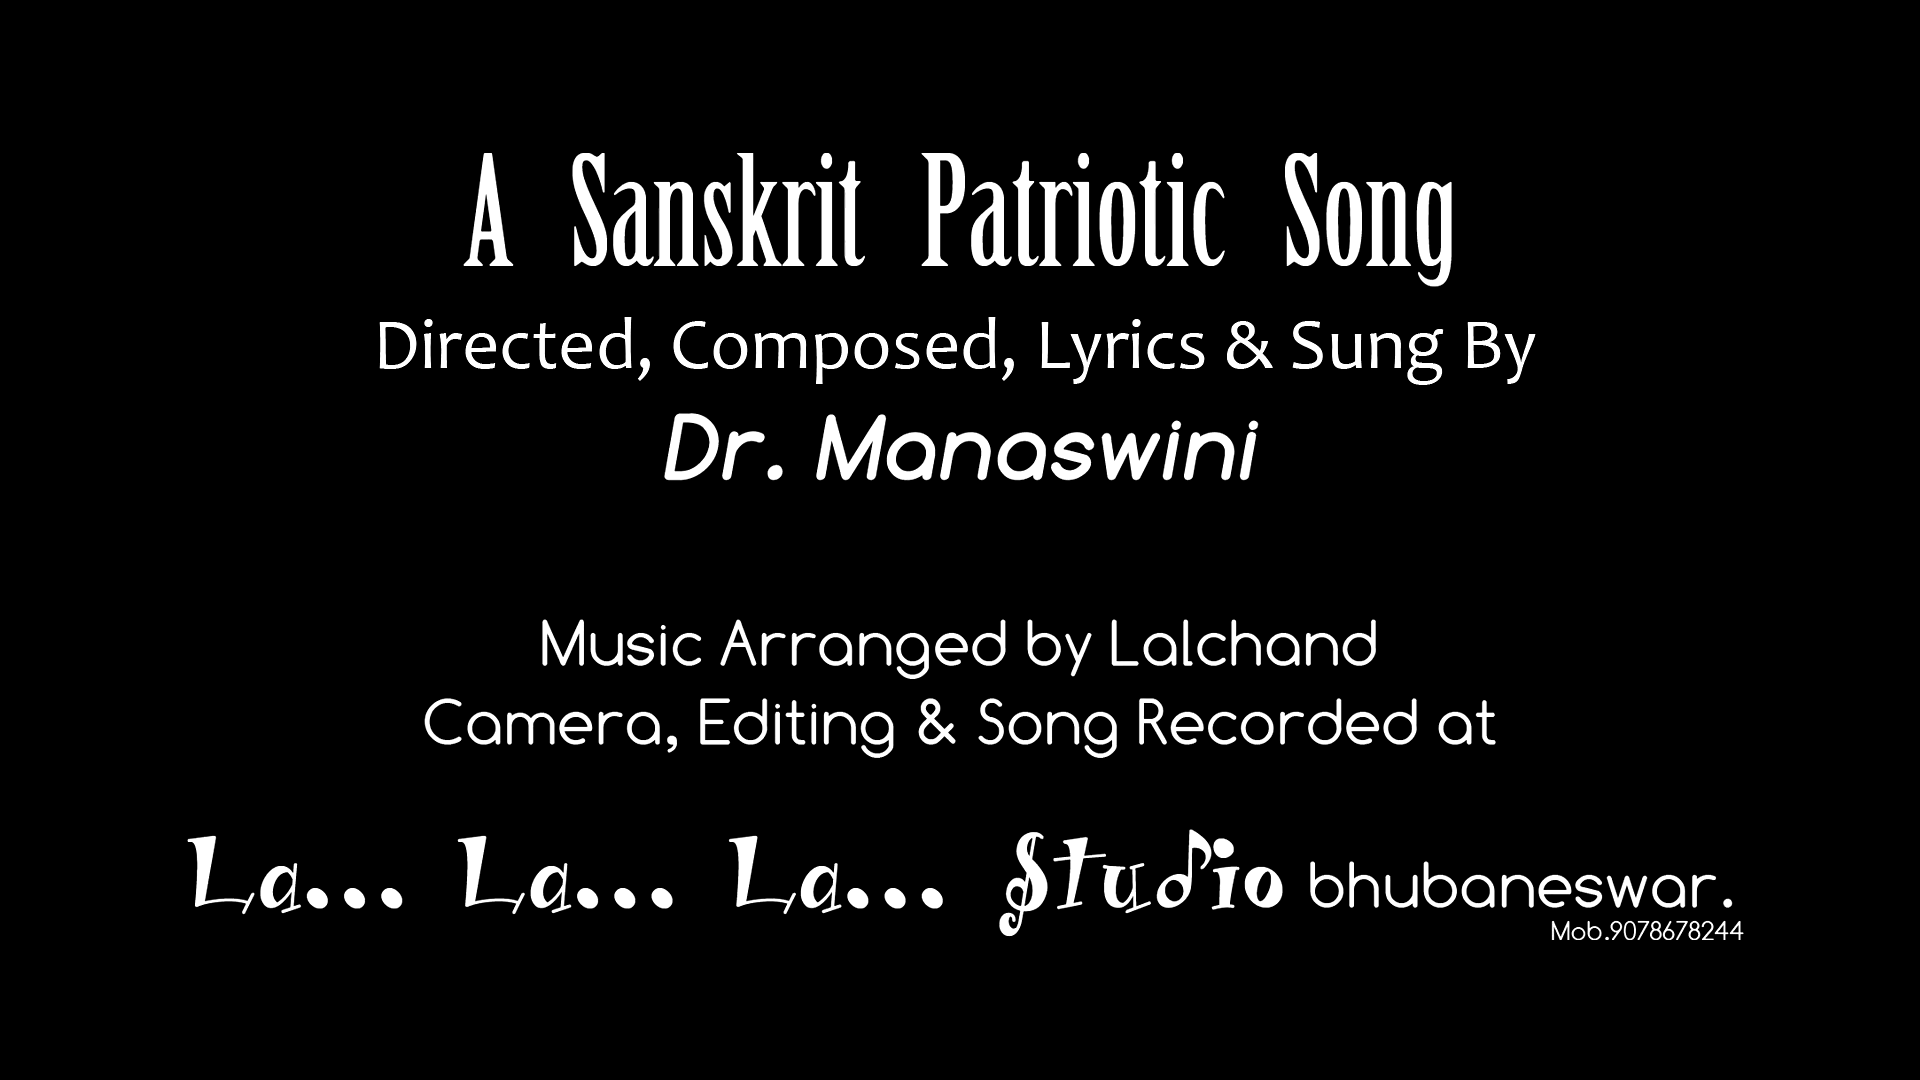 A Sanskrit Patriotic Song
Directed, Composed, Lyrics & Sung By
Dr. Manaswini
Music Arranged by Lalchand
Camera, Editing & Song Recorded at
La... La... La... Studio bhubaneswar.
Mob.9078678244